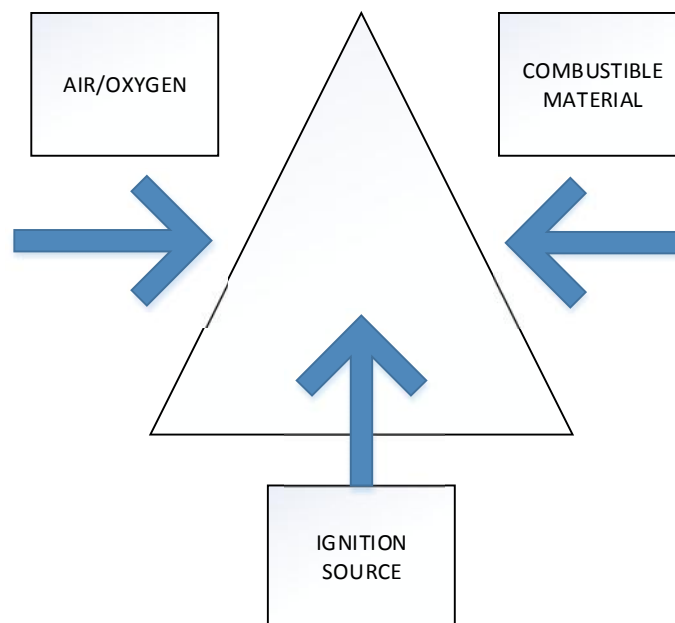 AIR/OXYGEN
COMBUSTIBLE
MATERIAL
IGNITION
SOURCE